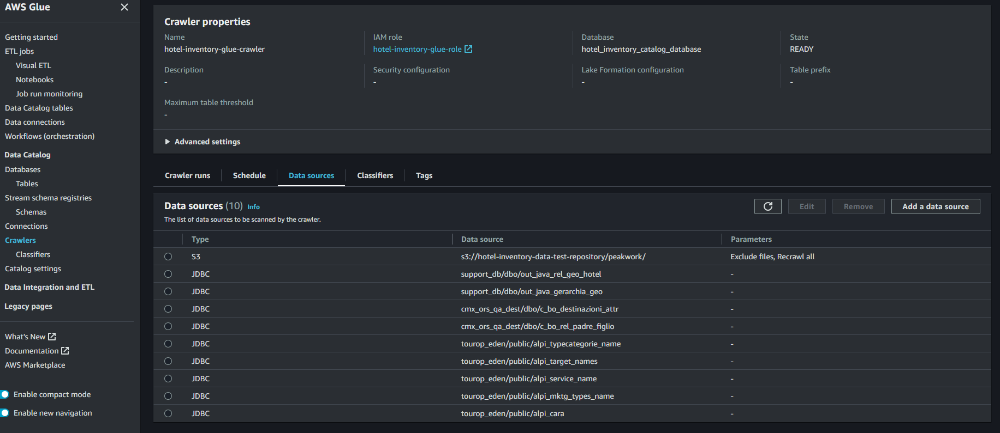 AWS Glue
Getting started
ETL jobs
Visual ETL
Notebooks
Job run monitoring
Data Catalog tables
Data connections
Workflows (orchestration)
Data Catalog
Databases
Tables
Stream schema registries
Schemas
Connections
Crawlers
Classifiers
Catalog settings
Data Integration and ETL
Legacy pages
What's New
Documentation
AWS Marketplace
Enable compact mode
Enable new navigation
Crawler properties
Name
hotel-inventory-glue-crawler
IAM role
hotel-inventory-glue-role
Database
hotel_inventory_catalog_database
State
READY
Description
-
Security configuration
-
Lake Formation configuration
-
Table prefix
-
Maximum table threshold
-
Advanced settings
Crawler runs Schedule Data sources Classifiers Tags
Data sources (10) Info
The list of data sources to be scanned by the crawler.
Edit Remove Add a data source
Type Data source Parameters
S3 s3://hotel-inventory-data-test-repository/peakwork/ Exclude files, Recrawl all
JDBC support_db/dbo/out_java_rel_geo_hotel -
JDBC support_db/dbo/out_java_gerarchia_geo -
JDBC cmx_ors_qa_dest/dbo/c_bo_destinazioni_attr -
JDBC cmx_ors_qa_dest/dbo/c_bo_rel_padre_figlio -
JDBC tourop_eden/public/alpi_typecategorie_name -
JDBC tourop_eden/public/alpi_target_names -
JDBC tourop_eden/public/alpi_service_name -
JDBC tourop_eden/public/alpi_mktg_types_name -
JDBC tourop_eden/public/alpi_cara -